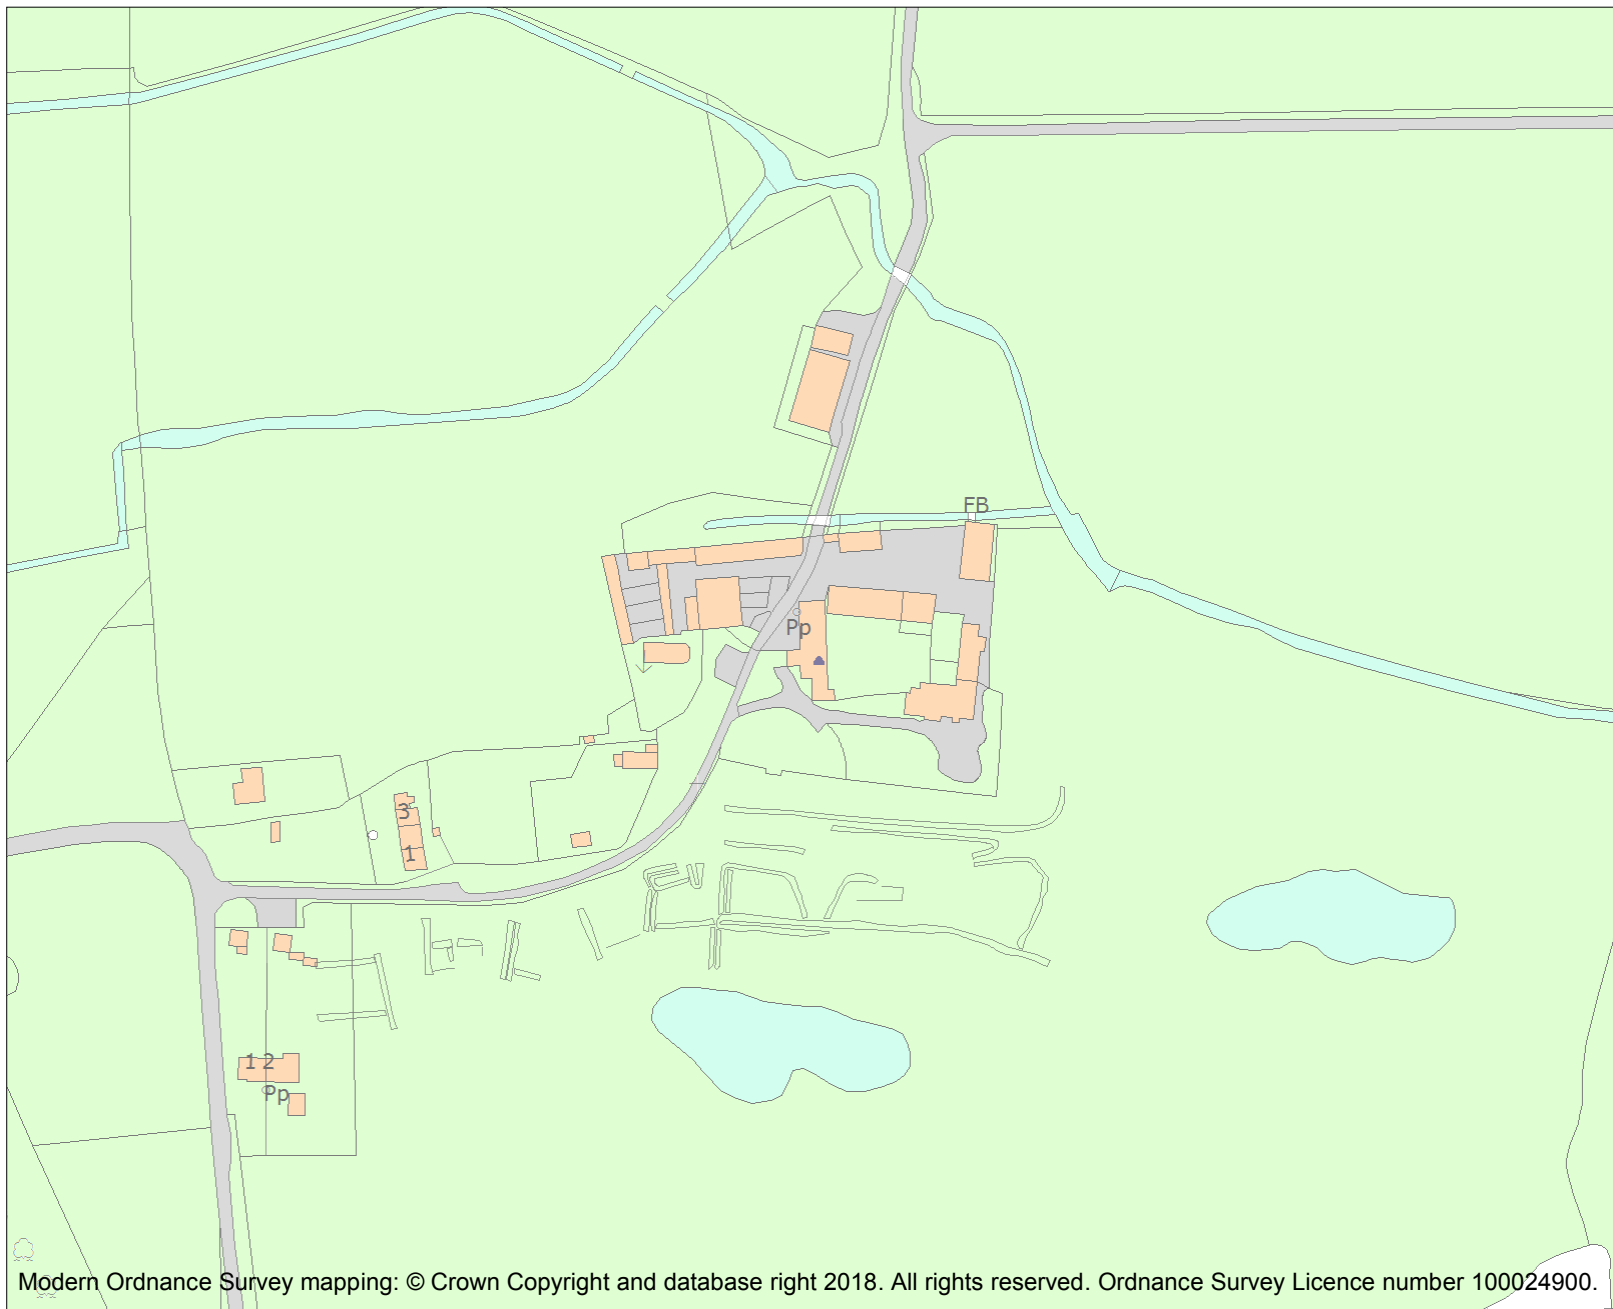 FB
Pp
3
1
1 2
Pp
Modern Ordnance Survey mapping: © Crown Copyright and database right 2018. All rights reserved. Ordnance Survey Licence number 100024900.